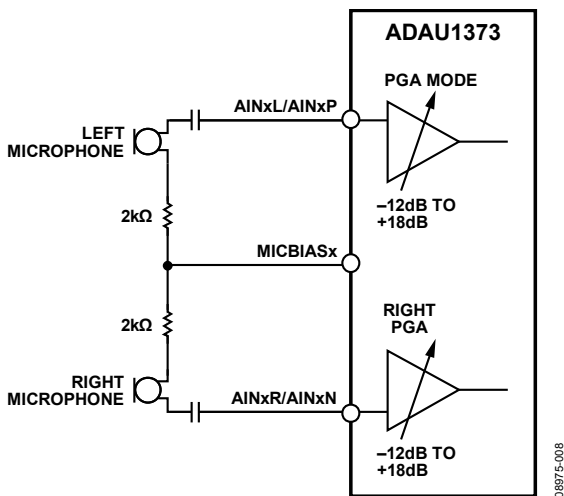 ADAU1373
PGA MODE
AINxL/AINxP
LEFT
MICROPHONE
–12dB TO
+18dB
2kΩ
MICBIASx
2kΩ
RIGHT
PGA
RIGHT
MICROPHONE
AINxR/AINxN
–12dB TO
+18dB
08975-008